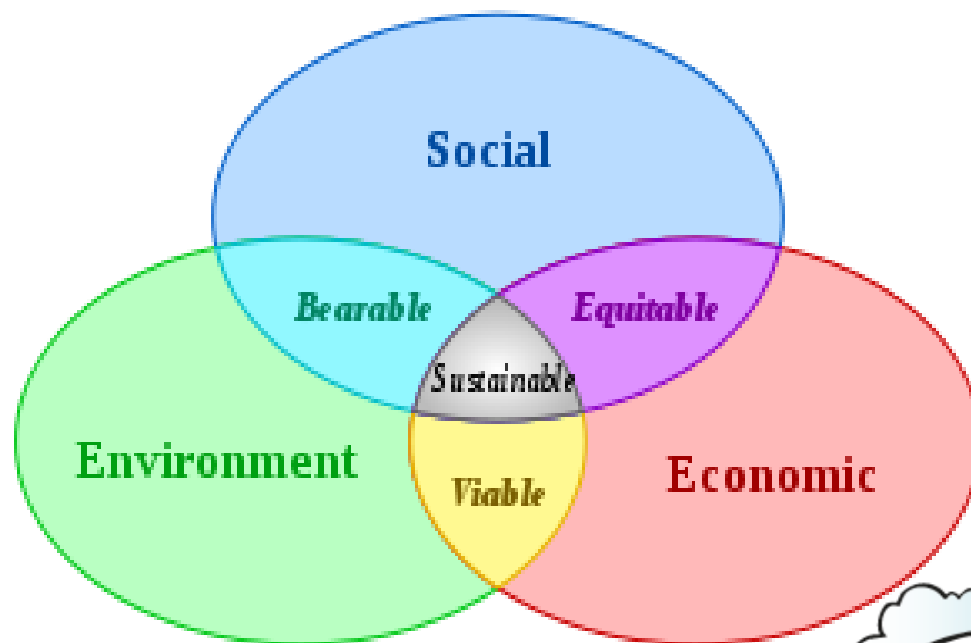 Social
Bearable
Equitable
Sustainable
Environment
Economic
Viable